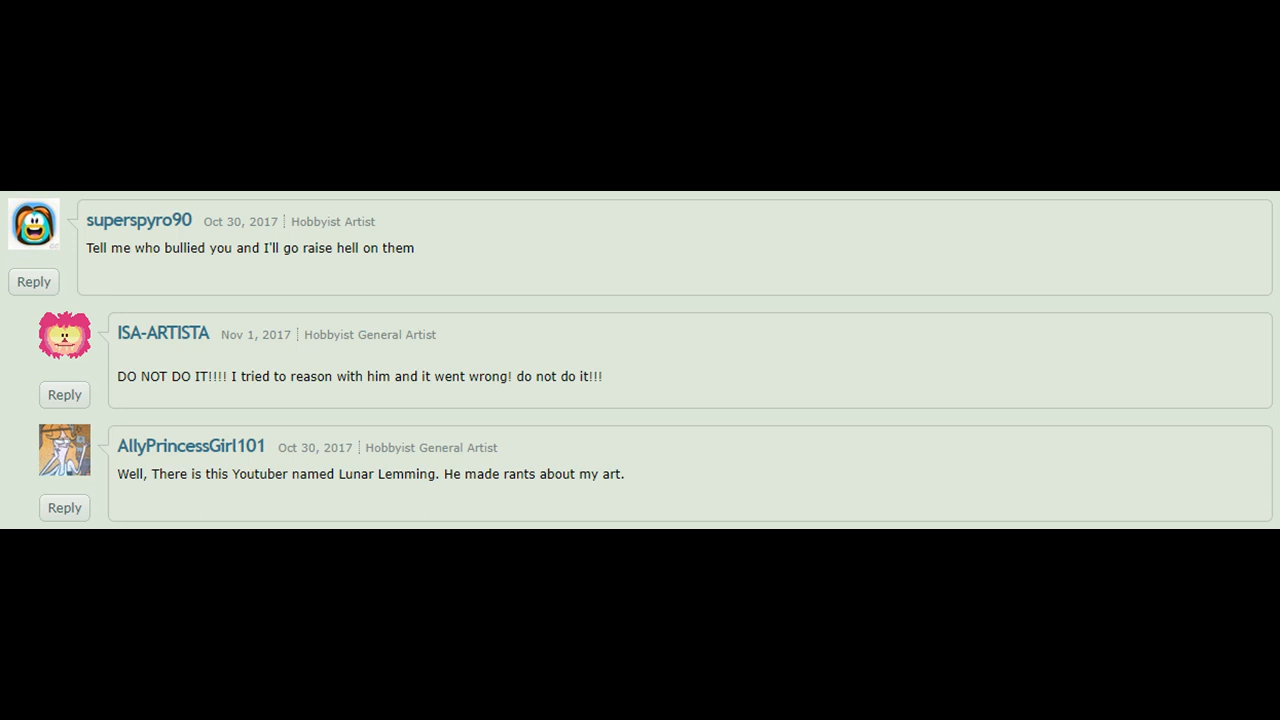 superspyro90 Oct 30, 2017 Hobbyist Artist
Tell me who bullied you and I'll go raise hell on them
Reply
ISA-ARTISTA Nov 1, 2017 Hobbyist General Artist
DO NOT DO IT!!!! I tried to reason with him and it went wrong! do not do it!!!
Reply
AllyPrincessGirl101 Oct 30, 2017 Hobbyist General Artist
Well, There is this Youtuber named Lunar Lemming. He made rants about my art.
Reply